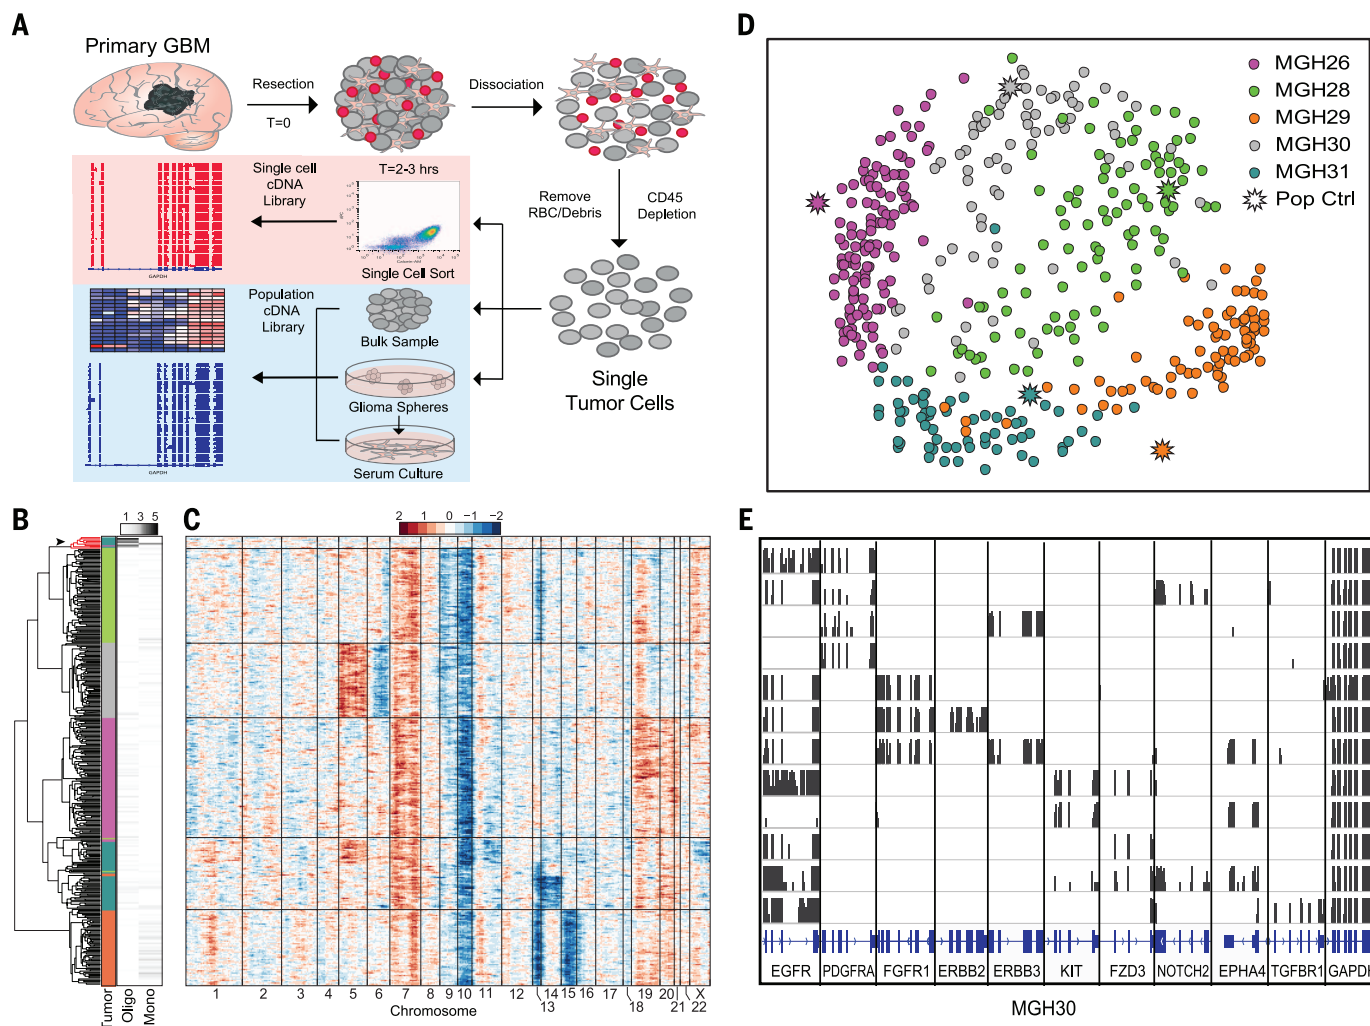 A
Primary GBM
Resection
T=0
Dissociation
Single cell
cDNA
Library
T=2-3 hrs
GAPDH
Single Cell Sort
Remove
RBC/Debris
CD45
Depletion
Population
cDNA
Library
Bulk Sample
Glioma Spheres
Serum Culture
GAPDH
Single
Tumor Cells
D
MGH26
MGH28
MGH29
MGH30
MGH31
Pop Ctrl
B
1 3 5
Tumor
Oligo
Mono
C
2 1 0 −1 −2
1 2 3 4 5 6 7 8 9 10 11 12 13 14 15 16 17 18 19 20 21 22 X
Chromosome
E
EGFR PDGFRA FGFR1 ERBB2 ERBB3 KIT FZD3 NOTCH2 EPHA4 TGFBR1 GAPDH
MGH30